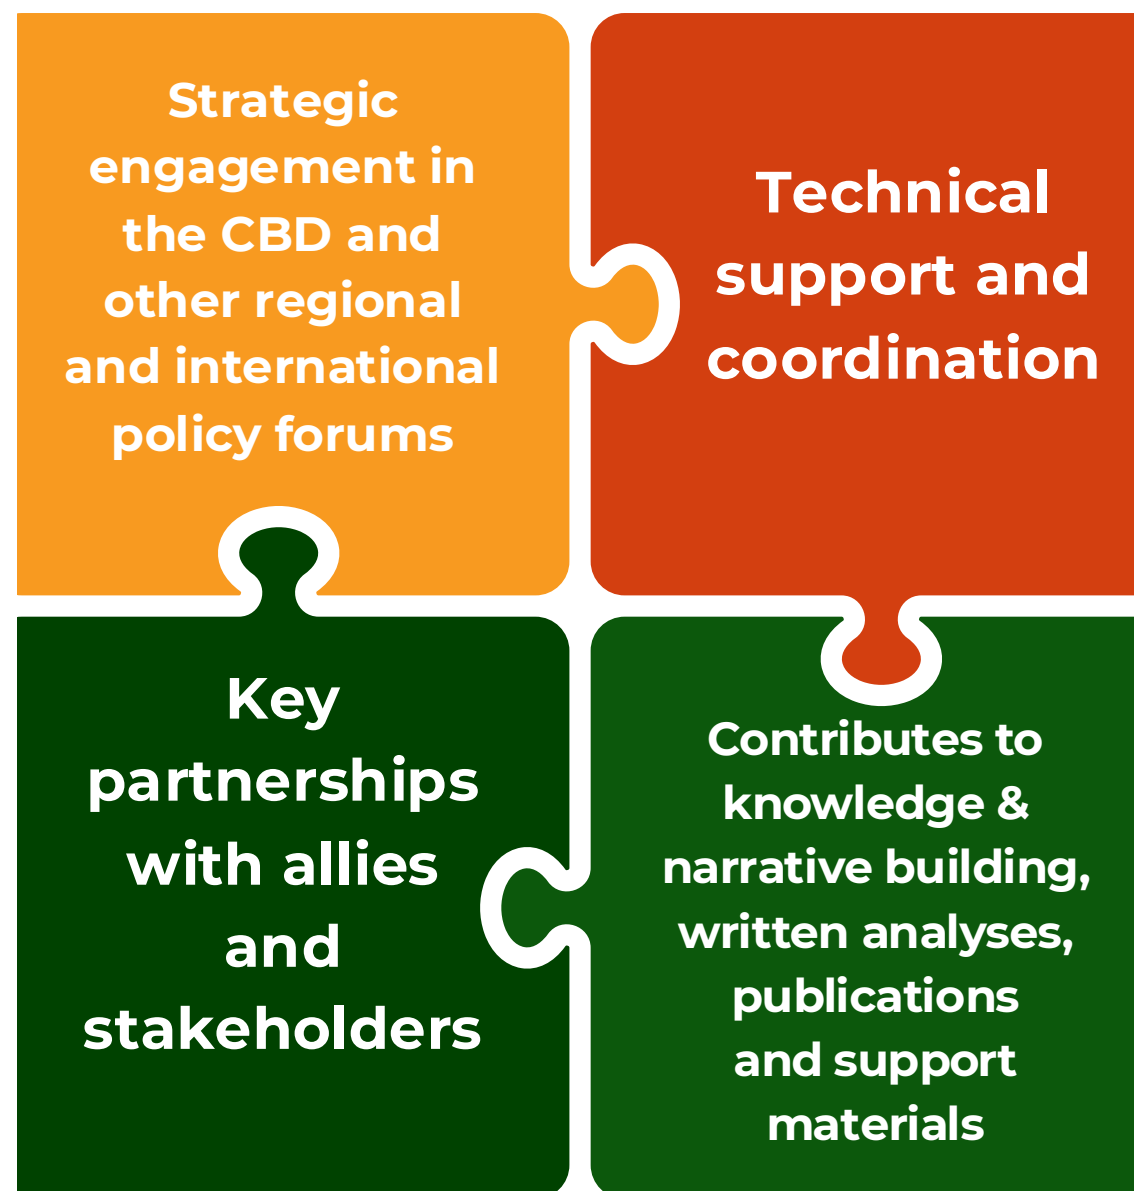 Strategic
engagement in
the CBD and
other regional
and international
policy forums
Technical
support and
coordination
Key
partnerships
with allies
and
stakeholders
Contributes to
knowledge &
narrative building,
written analyses,
publications
and support
materials